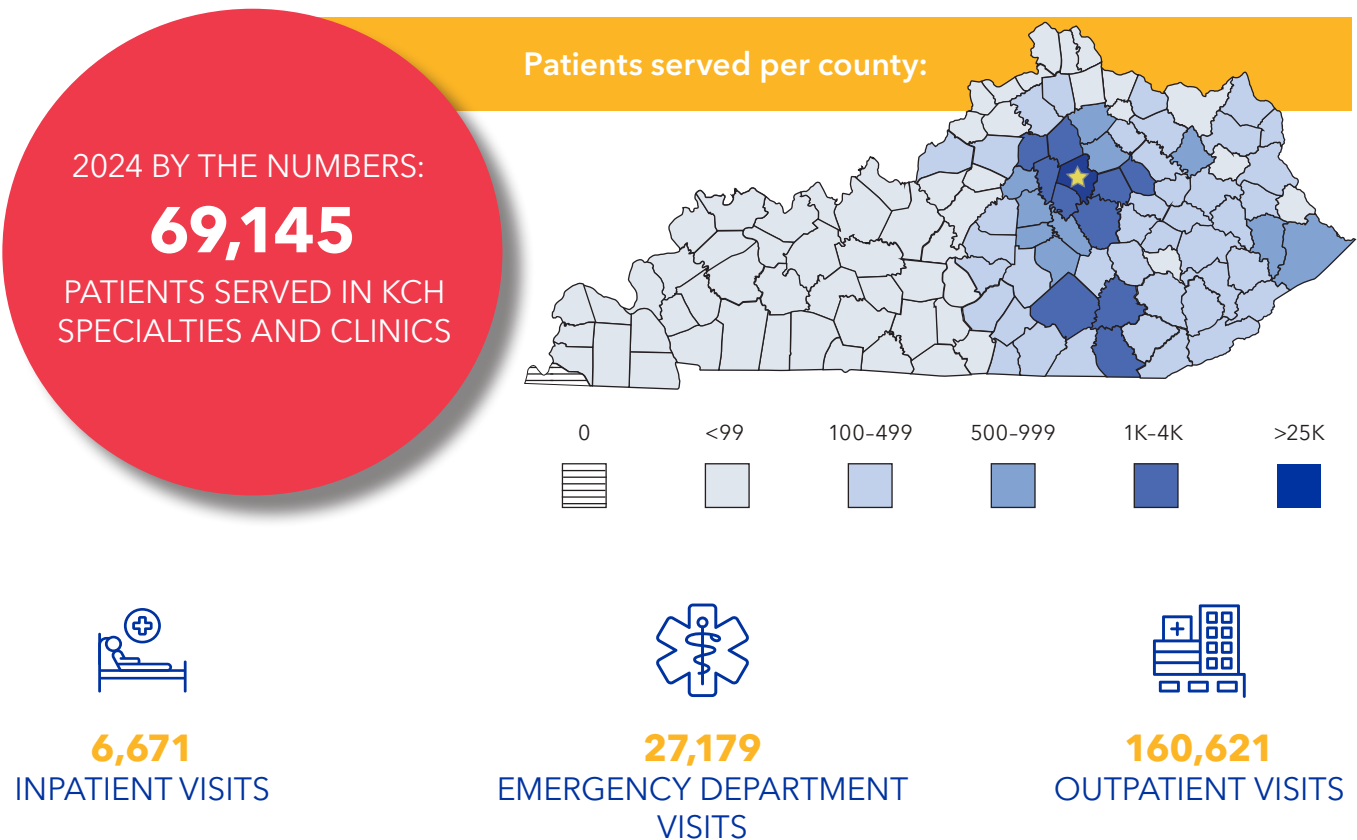 Patients served per county:
2024 BY THE NUMBERS:
69,145
PATIENTS SERVED IN KCH
SPECIALTIES AND CLINICS
0
<99
100–499
500–999
1K–4K
>25K
6,671
INPATIENT VISITS
27,179
EMERGENCY DEPARTMENT
VISITS
160,621
OUTPATIENT VISITS